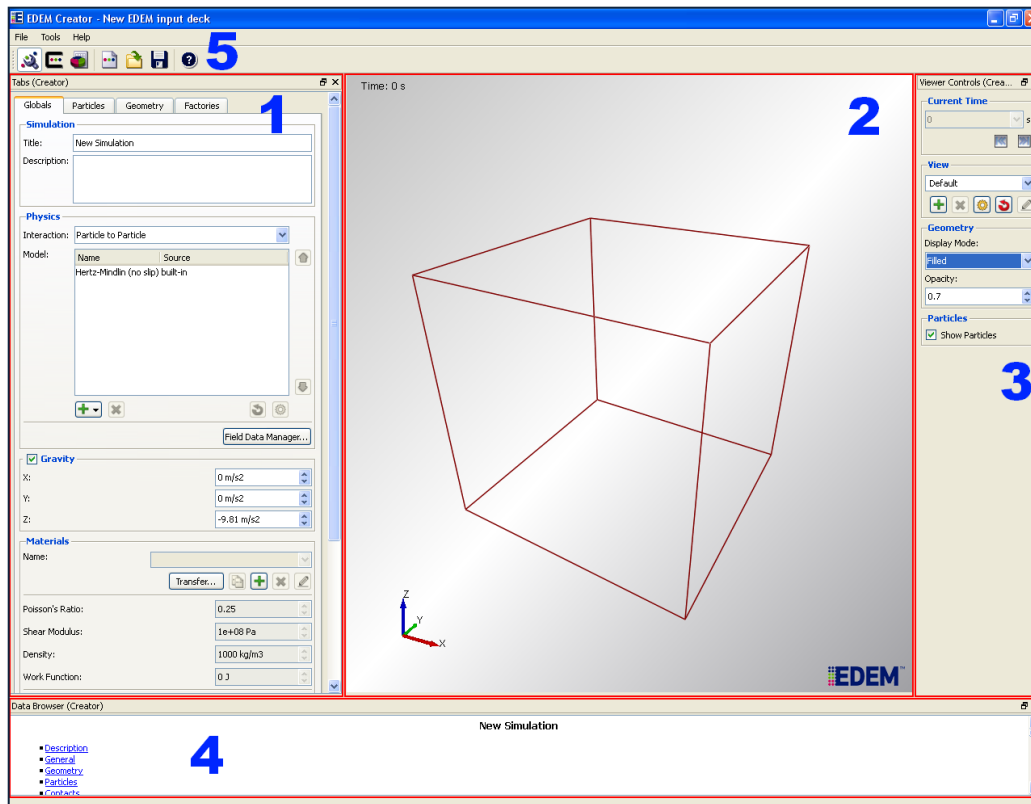 EDEM Creator - New EDEM input deck
File Tools Help
5
Tabs (Creator)
Globals Particles Geometry Factories
1
Simulation
Title: New Simulation
Description:
Physics
Interaction: Particle to Particle
Model: Name Source
Hertz-Mindlin (no slip) built-in
Field Data Manager...
Gravity
X: 0 m/s2
Y: 0 m/s2
Z: -9.81 m/s2
Materials
Name:
Transfer...
Poisson's Ratio: 0.25
Shear Modulus: 1e+08 Pa
Density: 1000 kg/m3
Work Function: 0 J
Time: 0 s
2
Z
Y
X
EDEM™
Viewer Controls (Crea...
Current Time
0 s
View
Default
Geometry
Display Mode:
Filled
Opacity:
0.7
Particles
Show Particles
3
Data Browser (Creator)
New Simulation
Description
General
Geometry
Particles
Contacts
4